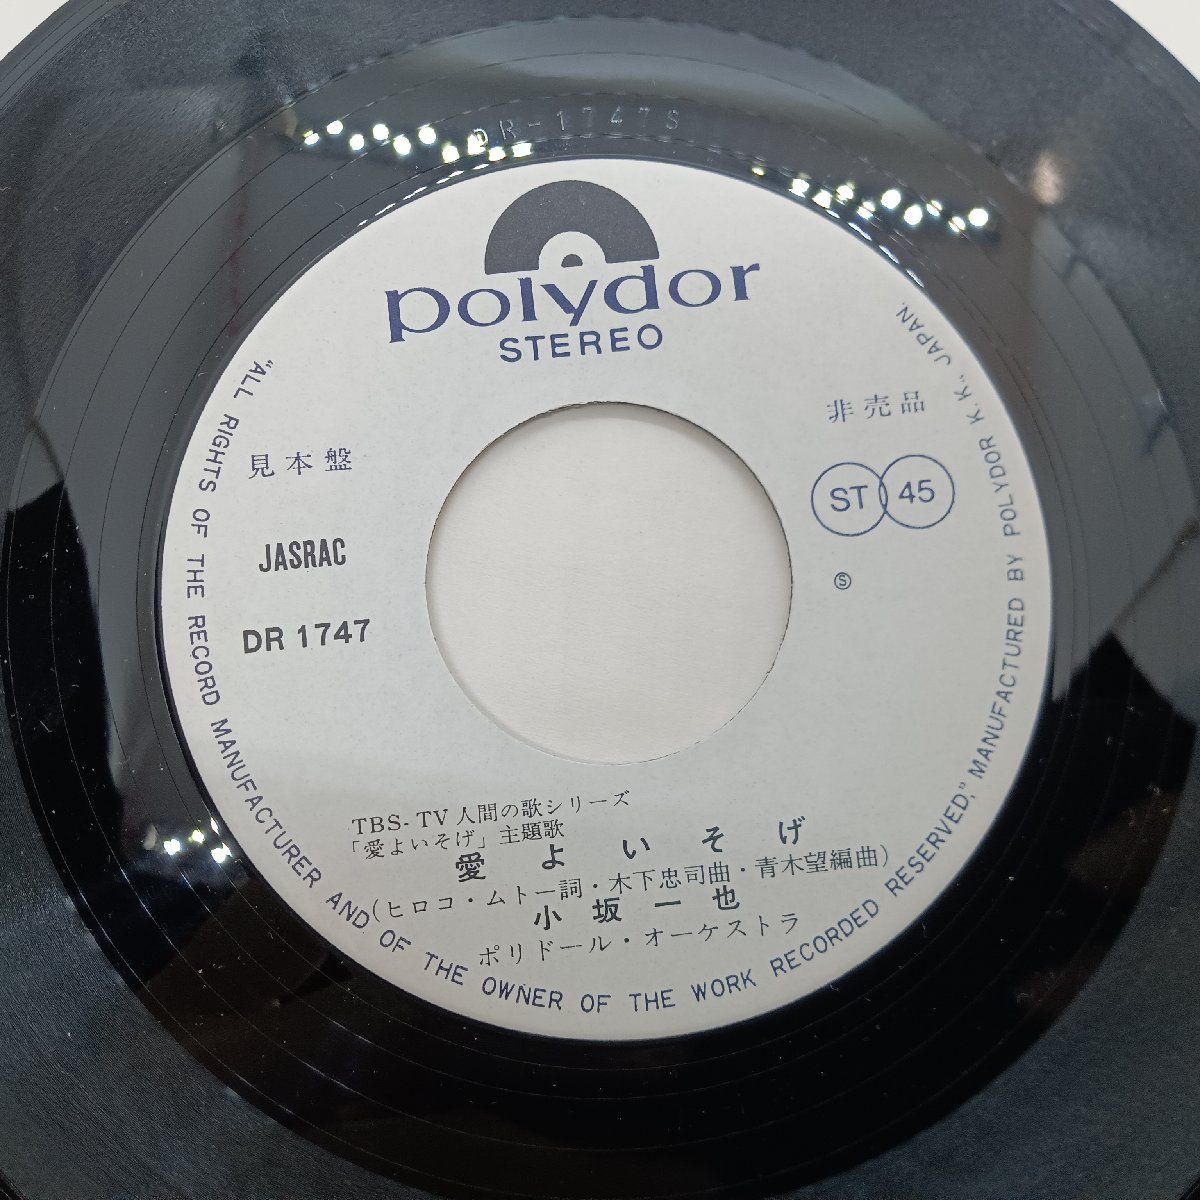 DR-1747S
polydor
STEREO
非売品
見本盤
ST 45
JASRAC
Ⓢ
DR 1747
TBS-TV人間の歌シリーズ
「愛よいそげ」主題歌
愛よいそげ
(ヒロコ・ムトー詞・木下忠司曲・青木望編曲)
小坂一也
ポリドール・オーケストラ
"ALL RIGHTS OF THE RECORD MANUFACTURER AND OF THE OWNER OF THE WORK RECORDED RESERVED," MANUFACTURED BY POLYDOR K.K., JAPAN.